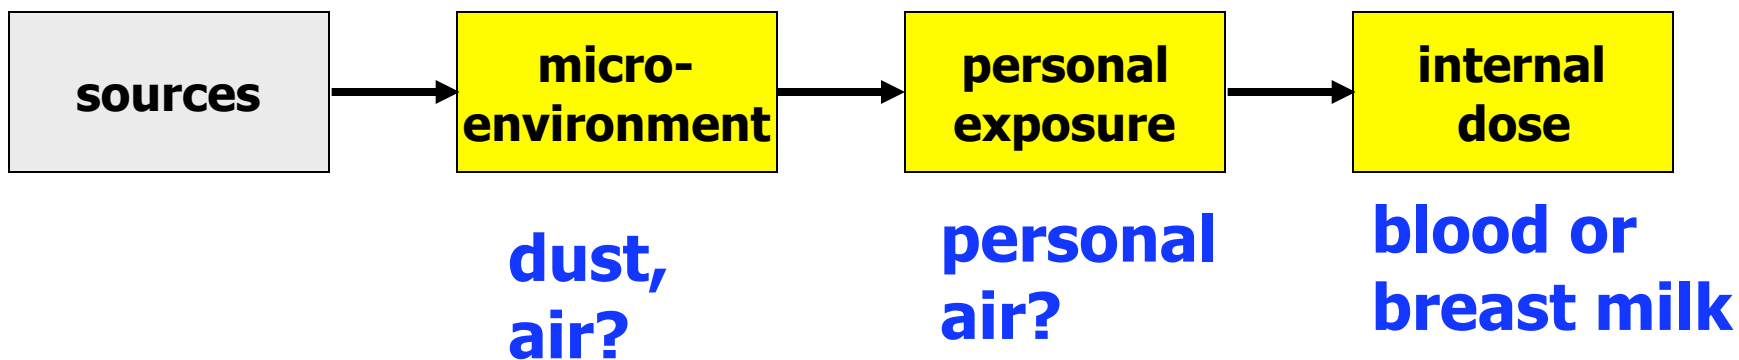 sources
micro-
environment
personal
exposure
internal
dose
dust,
air?
personal
air?
blood or
breast milk